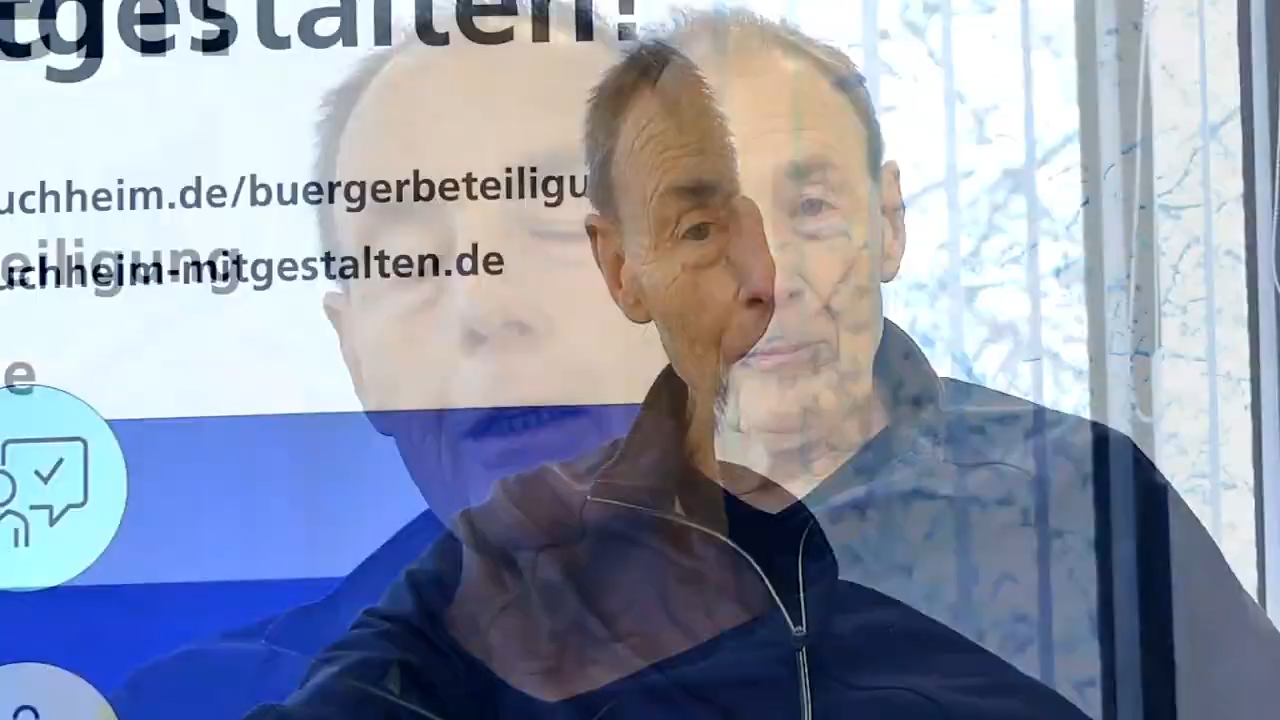 tgestalten!
uchheim.de/buergerbeteiligu
eiligung
uchheim-mitgestalten.de
e